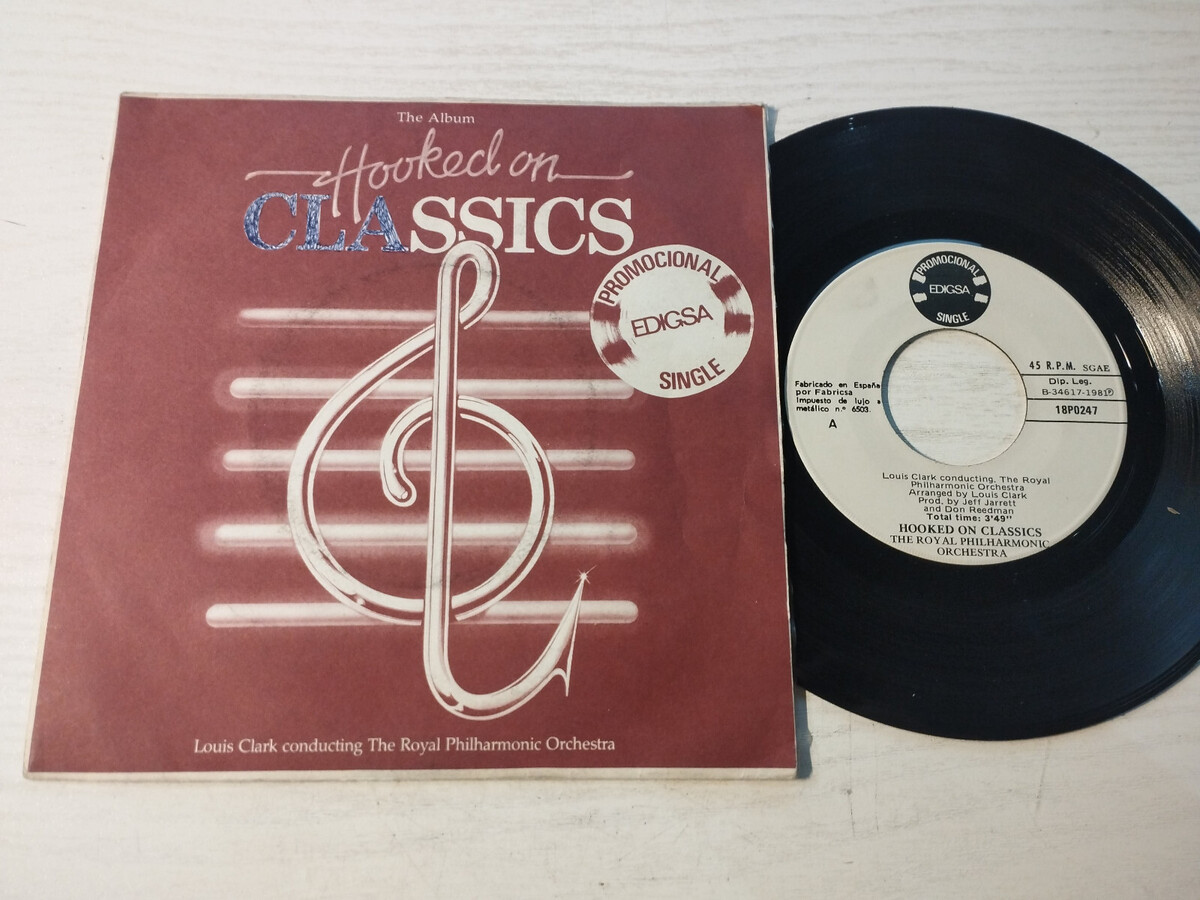 The Album
Hooked on
CLASSICS
PROMOCIONAL
EDIGSA
SINGLE
Louis Clark conducting The Royal Philharmonic Orchestra
PROMOCIONAL
EDIGSA
SINGLE
45 R.P.M. SGAE
Dip. Leg.
B-34617-1981 Ⓟ
18P0247
Fabricado en España
por Fabricsa
Impuesto de lujo a
metálico n.º 6503.
A
Louis Clark conducting. The Royal
Philharmonic Orchestra
Arranged by Louis Clark
Prod. by Jeff Jarrett
and Don Reedman
Total time: 3'49"
HOOKED ON CLASSICS
THE ROYAL PHILHARMONIC
ORCHESTRA